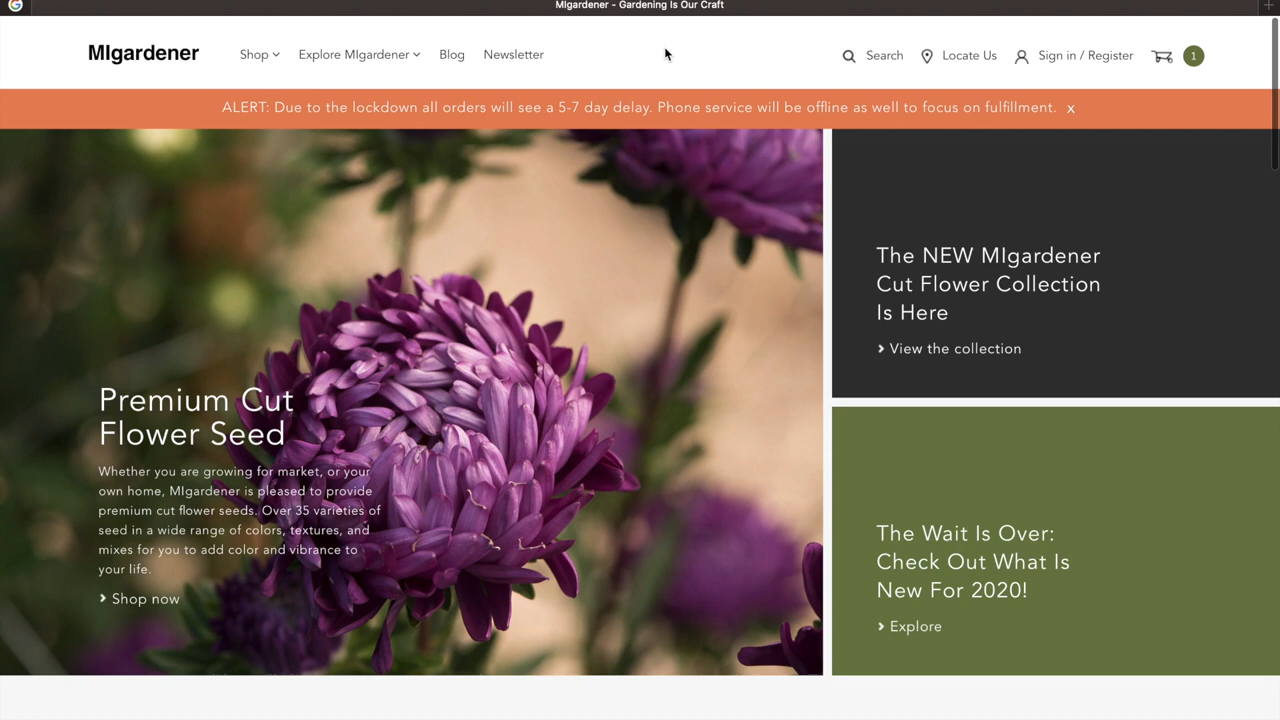 MIgardener - Gardening Is Our Craft
MIgardener
Shop
Explore MIgardener
Blog
Newsletter
Search
Locate Us
Sign in / Register
1
ALERT: Due to the lockdown all orders will see a 5-7 day delay. Phone service will be offline as well to focus on fulfillment. x
Premium Cut
Flower Seed
Whether you are growing for market, or your
own home, MIgardener is pleased to provide
premium cut flower seeds. Over 35 varieties of
seed in a wide range of colors, textures, and
mixes for you to add color and vibrance to
your life.
Shop now
The NEW MIgardener
Cut Flower Collection
Is Here
View the collection
The Wait Is Over:
Check Out What Is
New For 2020!
Explore